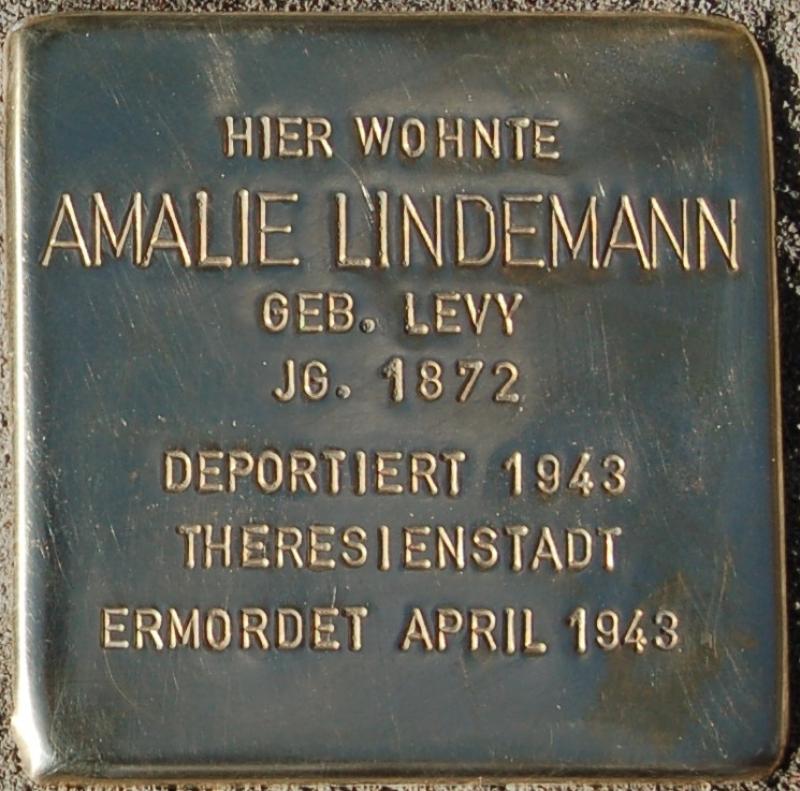 HIER WOHNTE
AMALIE LINDEMANN
GEB. LEVY
JG. 1872
DEPORTIERT 1943
THERESIENSTADT
ERMORDET APRIL 1943